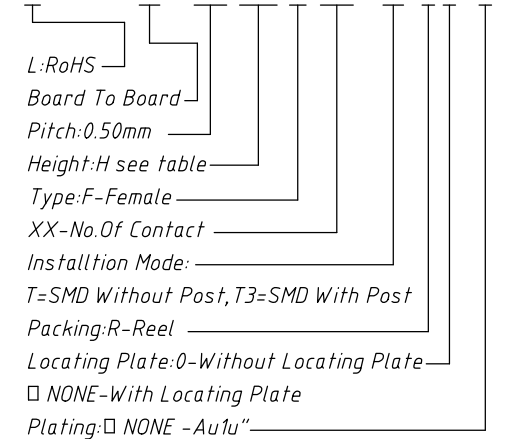 L:RoHS
Board To Board
Pitch:0.50mm
Height:H see table
Type:F-Female
XX-No.Of Contact
Installtion Mode:
T=SMD Without Post,T3=SMD With Post
Packing:R-Reel
Locating Plate:0-Without Locating Plate
□ NONE-With Locating Plate
Plating:□ NONE -Au1u"